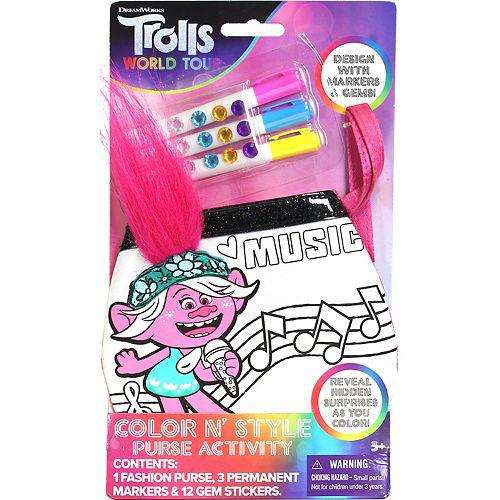 DREAMWORKS
Trolls
WORLD TOUR
DESIGN
WITH
MARKERS
& GEMS!
MUSIC
REVEAL
HIDDEN
SURPRISES
AS YOU
COLOR!
COLOR N' STYLE
PURSE ACTIVITY
3+
CONTENTS:
1 FASHION PURSE, 3 PERMANENT
MARKERS & 12 GEM STICKERS.
WARNING:
CHOKING HAZARD – Small parts
Not for children under 3 years.